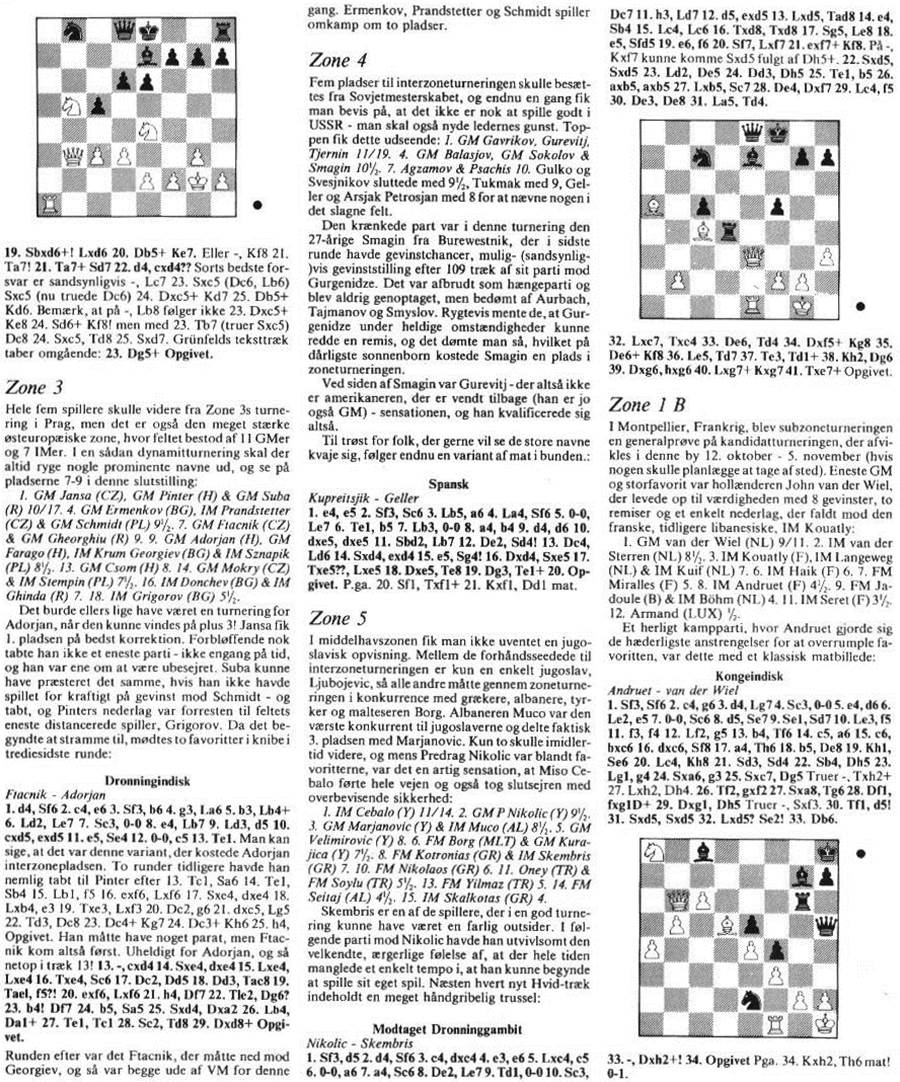 19. Sbxd6+! Lxd6 20. Db5+ Ke7. Eller -, Kf8 21.
Ta7! 21. Ta7+ Sd7 22. d4, cxd4?? Sorts bedste for-
svar er sandsynligvis -, Lc7 23. Sxc5 (Dc6, Lb6)
Sxc5 (nu truede Dc6) 24. Dxc5+ Kd7 25. Db5+
Kd6. Bemærk, at på -, Lb8 følger ikke 23. Dxc5+
Ke8 24. Sd6+ Kf8! men med 23. Tb7 (truer Sxc5)
Dc8 24. Sxc5, Td8 25. Sxd7. Grünfelds teksttræk
taber omgående: 23. Dg5+ Opgivet.
Zone 3
Hele fem spillere skulle videre fra Zone 3s turne-
ring i Prag, men det er også den meget stærke
østeuropæiske zone, hvor feltet bestod af 11 GMer
og 7 IMer. I en sådan dynamitturnering skal der
altid ryge nogle prominente navne ud, og se på
pladserne 7-9 i denne slutstilling:
1. GM Jansa (CZ), GM Pinter (H) & GM Suba
(R) 10/17. 4. GM Ermenkov (BG), IM Prandstetter
(CZ) & GM Schmidt (PL) 9½. 7. GM Ftacnik (CZ)
& GM Gheorghiu (R) 9. 9. GM Adorjan (H), GM
Farago (H), IM Krum Georgiev (BG) & IM Sznapik
(PL) 8½. 13. GM Csom (H) 8. 14. GM Mokry (CZ)
& IM Stempin (PL) 7½. 16. IM Donchev (BG) & IM
Ghinda (R) 7. 18. IM Grigorov (BG) 5½.
Det burde ellers lige have været en turnering for
Adorjan, når den kunne vindes på plus 3! Jansa fik
1. pladsen på bedst korrektion. Forbløffende nok
tabte han ikke et eneste parti - ikke engang på tid,
og han var ene om at være ubesejret. Suba kunne
have præsteret det samme, hvis han ikke havde
spillet for kraftigt på gevinst mod Schmidt - og
tabt, og Pinters nederlag var forresten til feltets
eneste distancerede spiller, Grigorov. Da det be-
gyndte at stramme til, mødtes to favoritter i knibe i
tredjesidste runde:
Dronningindisk
Ftacnik - Adorjan
1. d4, Sf6 2. c4, e6 3. Sf3, b6 4. g3, La6 5. b3, Lb4+
6. Ld2, Le7 7. Sc3, 0-0 8. e4, Lb7 9. Ld3, d5 10.
cxd5, exd5 11. e5, Se4 12. 0-0, c5 13. Te1. Man kan
sige, at det var denne variant, der kostede Adorjan
interzonepladsen. To runder tidligere havde han
nemlig tabt til Pinter efter 13. Tc1, Sa6 14. Te1,
Sb4 15. Lb1, f5 16. exf6, Lxf6 17. Sxe4, dxe4 18.
Lxb4, e3 19. Txe3, Lxf3 20. Dc2, g6 21. dxc5, Lg5
22. Td3, De8 23. Dc4+ Kg7 24. Dc3+ Kh6 25. h4,
Opgivet. Han måtte have noget parat, men Ftac-
nik kom altså først. Uheldigt for Adorjan, og så
netop i træk 13! 13. -, cxd4 14. Sxe4, dxe4 15. Lxe4,
Lxe4 16. Txe4, Sc6 17. Dc2, Dd5 18. Dd3, Tac8 19.
Tae1, f5?! 20. exf6, Lxf6 21. h4, Df7 22. T1e2, Dg6?
23. b4! Df7 24. b5, Sa5 25. Sxd4, Dxa2 26. Lb4,
Da1+ 27. Te1, Tc1 28. Sc2, Td8 29. Dxd8+ Opgi-
vet.
Runden efter var det Ftacnik, der måtte ned mod
Georgiev, og så var begge ude af VM for denne
gang. Ermenkov, Prandstetter og Schmidt spiller
omkamp om to pladser.
Zone 4
Fem pladser til interzoneturneringen skulle besæt-
tes fra Sovjetmesterskabet, og endnu en gang fik
man bevis på, at det ikke er nok at spille godt i
USSR - man skal også nyde ledernes gunst. Top-
pen fik dette udseende: 1. GM Gavrikov, Gurevitj,
Tjernin 11/19. 4. GM Balasjov, GM Sokolov &
Smagin 10½. 7. Agzamov & Psachis 10. Gulko og
Svesjnikov sluttede med 9½, Tukmak med 9, Gel-
ler og Arsjak Petrosjan med 8 for at nævne nogen i
det slagne felt.
Den krænkede part var i denne turnering den
27-årige Smagin fra Burewestnik, der i sidste
runde havde gevinstchancer, mulig- (sandsynlig-
)vis gevinststilling efter 109 træk af sit parti mod
Gurgenidze. Det var afbrudt som hængeparti og
blev aldrig genoptaget, men bedømt af Aurbach,
Tajmanov og Smyslov. Rygtevis mente de, at Gur-
genidze under heldige omstændigheder kunne
redde en remis, og det dømte man så, hvilket på
dårligste sonnenborn kostede Smagin en plads i
zoneturneringen.
Ved siden af Smagin var Gurevitj - der altså ikke
er amerikaneren, der er vendt tilbage (han er jo
også GM) - sensationen, og han kvalificerede sig
altså.
Til trøst for folk, der gerne vil se de store navne
kvaje sig, følger endnu en variant af mat i bunden.:
Spansk
Kupreitsjik - Geller
1. e4, e5 2. Sf3, Sc6 3. Lb5, a6 4. La4, Sf6 5. 0-0,
Le7 6. Te1, b5 7. Lb3, 0-0 8. a4, b4 9. d4, d6 10.
dxe5, dxe5 11. Sbd2, Lb7 12. De2, Sd4! 13. Dc4,
Ld6 14. Sxd4, exd4 15. e5, Sg4! 16. Dxd4, Sxe5 17.
Txe5??, Lxe5 18. Dxe5, Te8 19. Dg3, Te1+ 20. Op-
givet. P.ga. 20. Sf1, Txf1+ 21. Kxf1, Dd1 mat.
Zone 5
I middelhavszonen fik man ikke uventet en jugo-
slavisk opvisning. Mellem de forhåndsseedede til
interzoneturneringen er kun en enkelt jugoslav,
Ljubojevic, så alle andre måtte gennem zoneturne-
ringen i konkurrence med grækere, albanere, tyr-
ker og malteseren Borg. Albaneren Muco var den
værste konkurrent til jugoslaverne og delte faktisk
3. pladsen med Marjanovic. Kun to skulle imidler-
tid videre, og mens Predrag Nikolic var blandt fa-
voritterne, var det en artig sensation, at Miso Ce-
balo førte hele vejen og også tog slutsejren med
overbevisende sikkerhed:
1. IM Cebalo (Y) 11/14. 2. GM P Nikolic (Y) 9½.
3. GM Marjanovic (Y) & IM Muco (AL) 8½. 5. GM
Velimirovic (Y) 8. 6. FM Borg (MLT) & GM Kura-
jica (Y) 7½. 8. FM Kotronias (GR) & IM Skembris
(GR) 7. 10. FM Nikolaos (GR) 6. 11. Oney (TR) &
FM Soylu (TR) 5½. 13. FM Yilmaz (TR) 5. 14. FM
Seitaj (AL) 4½. 15. IM Skalkotas (GR) 4.
Skembris er en af de spillere, der i en god turne-
ring kunne have været en farlig outsider. I føl-
gende parti mod Nikolic havde han utvivlsomt den
velkendte, ærgerlige følelse af, at der hele tiden
manglede et enkelt tempo i, at han kunne begynde
at spille sit eget spil. Næsten hvert nyt Hvid-træk
indeholdt en meget håndgribelig trussel:
Modtaget Dronninggambit
Nikolic - Skembris
1. Sf3, d5 2. d4, Sf6 3. c4, dxc4 4. e3, e6 5. Lxc4, c5
6. 0-0, a6 7. a4, Sc6 8. De2, Le7 9. Td1, 0-0 10. Sc3,
Dc7 11. h3, Ld7 12. d5, exd5 13. Lxd5, Tad8 14. e4,
Sb4 15. Lc4, Lc6 16. Txd8, Txd8 17. Sg5, Le8 18.
e5, Sfd5 19. e6, f6 20. Sf7, Lxf7 21. exf7+ Kf8. På -,
Kxf7 kunne komme Sxd5 fulgt af Dh5+. 22. Sxd5,
Sxd5 23. Ld2, De5 24. Dd3, Dh5 25. Te1, b5 26.
axb5, axb5 27. Lxb5, Sc7 28. De4, Dxf7 29. Lc4, f5
30. De3, De8 31. La5, Td4.
32. Lxc7, Txc4 33. De6, Td4 34. Dxf5+ Kg8 35.
De6+ Kf8 36. Le5, Td7 37. Te3, Td1+ 38. Kh2, Dg6
39. Dxg6, hxg6 40. Lxg7+ Kxg7 41. Txe7+ Opgivet.
Zone 1 B
I Montpellier, Frankrig, blev subzoneturneringen
en generalprøve på kandidatturneringen, der afvi-
kles i denne by 12. oktober - 5. november (hvis
nogen skulle planlægge at tage af sted). Eneste GM
og storfavorit var hollænderen John van der Wiel,
der levede op til værdigheden med 8 gevinster, to
remiser og et enkelt nederlag, der faldt mod den
franske, tidligere libanesiske, IM Kouatly:
1. GM van der Wiel (NL) 9/11. 2. IM van der
Sterren (NL) 8½. 3. IM Kouatly (F), IM Langeweg
(NL) & IM Kuif (NL) 7. 6. IM Haik (F) 6. 7. FM
Miralles (F) 5. 8. IM Andruet (F) 4½. 9. FM Ja-
doule (B) & IM Böhm (NL) 4. 11. IM Seret (F) 3½.
12. Armand (LUX) ½.
Et herligt kampparti, hvor Andruet gjorde sig
de hæderligste anstrengelser for at overrumple fa-
voritten, var dette med et klassisk matbillede:
Kongeindisk
Andruet - van der Wiel
1. Sf3, Sf6 2. c4, g6 3. d4, Lg7 4. Sc3, 0-0 5. e4, d6 6.
Le2, e5 7. 0-0, Sc6 8. d5, Se7 9. Se1, Sd7 10. Le3, f5
11. f3, f4 12. Lf2, g5 13. b4, Tf6 14. c5, a6 15. c6,
bxc6 16. dxc6, Sf8 17. a4, Th6 18. b5, De8 19. Kh1,
Se6 20. Lc4, Kh8 21. Sd3, Sd4 22. Sb4, Dh5 23.
Lg1, g4 24. Sxa6, g3 25. Sxc7, Dg5 Truer -, Txh2+
27. Lxh2, Dh4. 26. Tf2, gxf2 27. Sxa8, Tg6 28. Df1,
fxg1D+ 29. Dxg1, Dh5 Truer -, Sxf3. 30. Tf1, d5!
31. Sxd5, Sxd5 32. Lxd5? Se2! 33. Db6.
33. -, Dxh2+! 34. Opgivet Pga. 34. Kxh2, Th6 mat!
0-1.